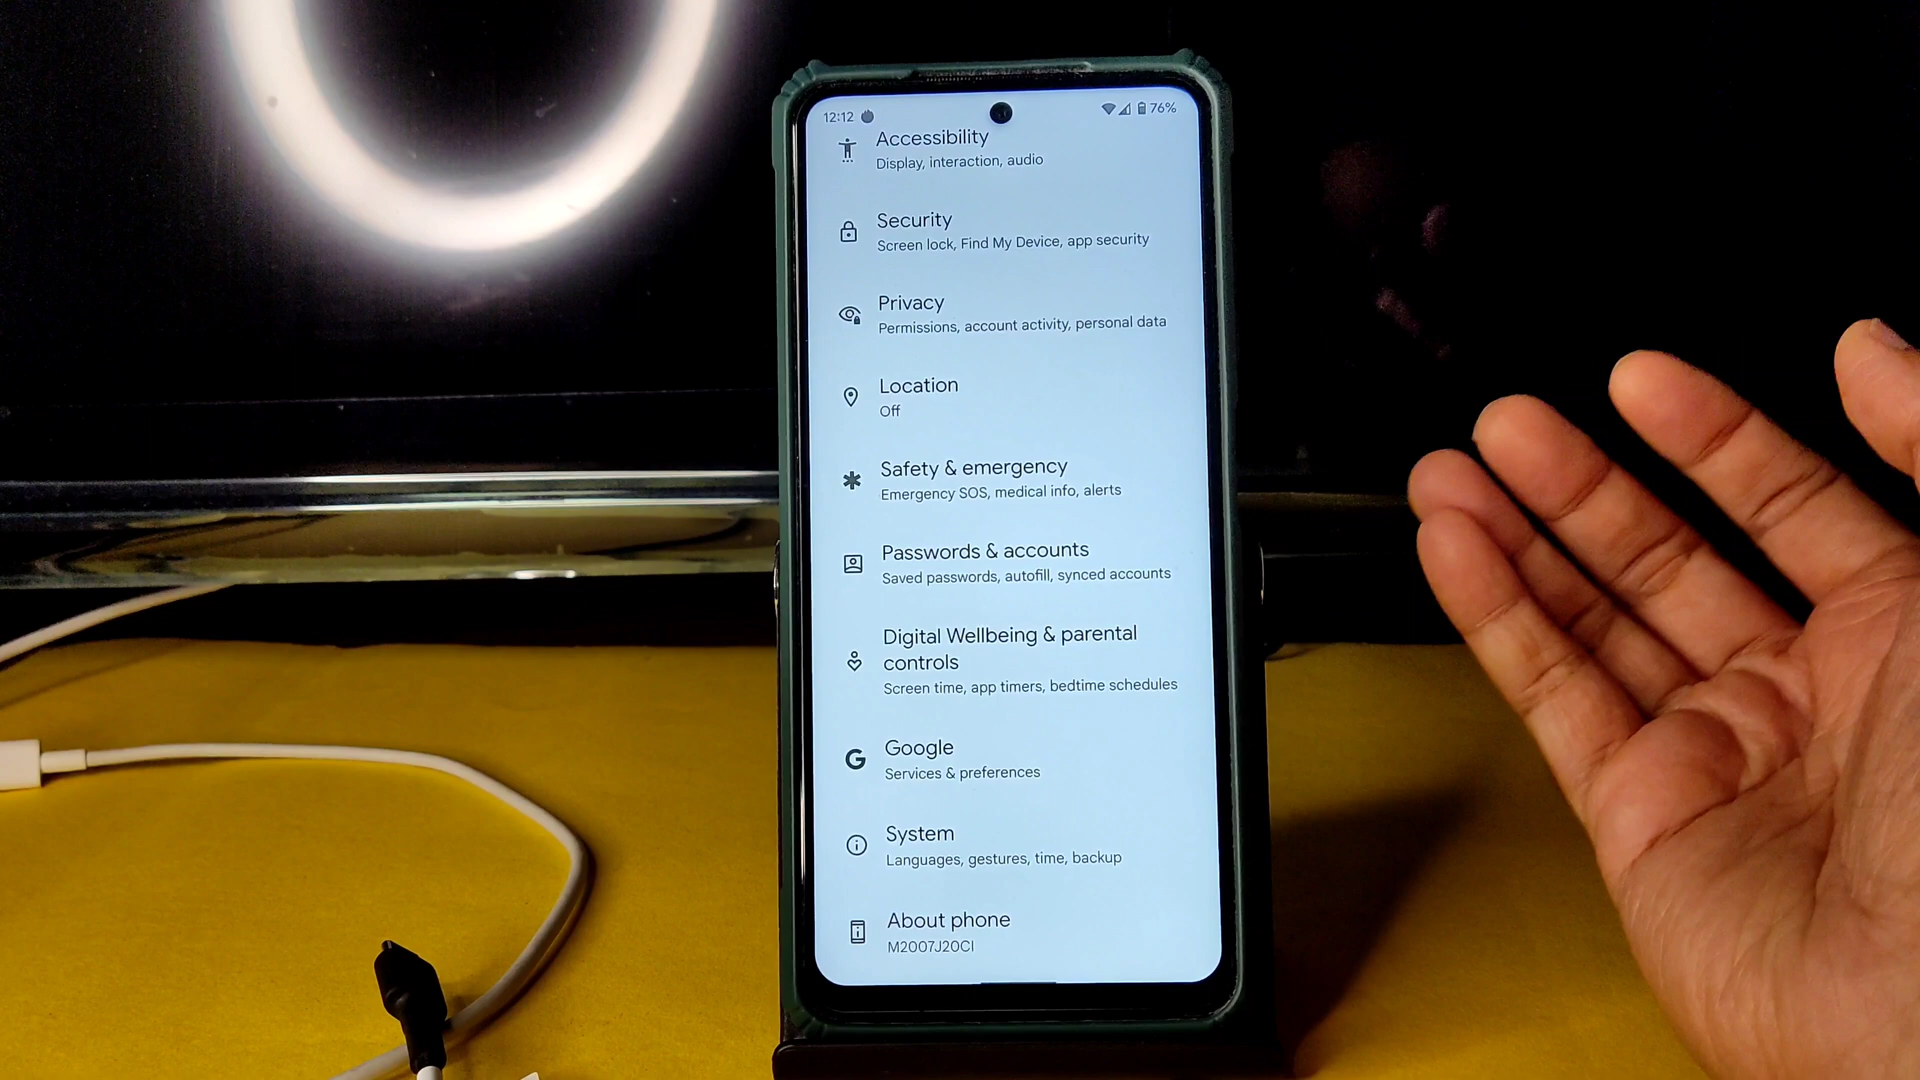 12:12
76%
Accessibility
Display, interaction, audio
Security
Screen lock, Find My Device, app security
Privacy
Permissions, account activity, personal data
Location
Off
Safety & emergency
Emergency SOS, medical info, alerts
Passwords & accounts
Saved passwords, autofill, synced accounts
Digital Wellbeing & parental
controls
Screen time, app timers, bedtime schedules
Google
Services & preferences
System
Languages, gestures, time, backup
About phone
M2007J20CI